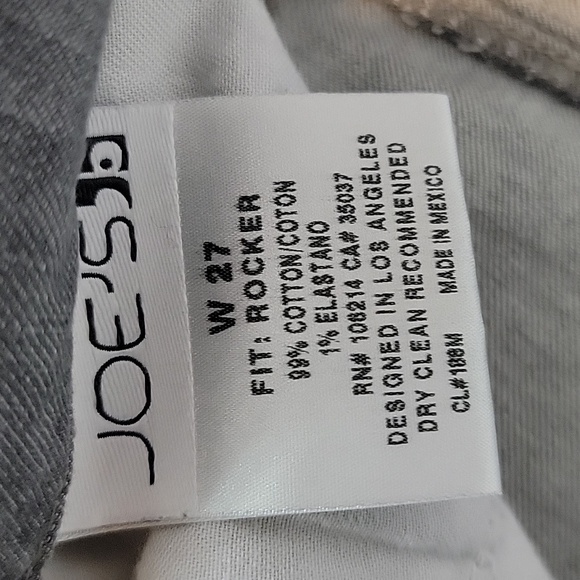 JOE'S
W 27
FIT: ROCKER
99% COTTON/COTON
1% ELASTANO
RN# 106214 CA# 35037
DESIGNED IN LOS ANGELES
DRY CLEAN RECOMMENDED
CL#188M MADE IN MEXICO